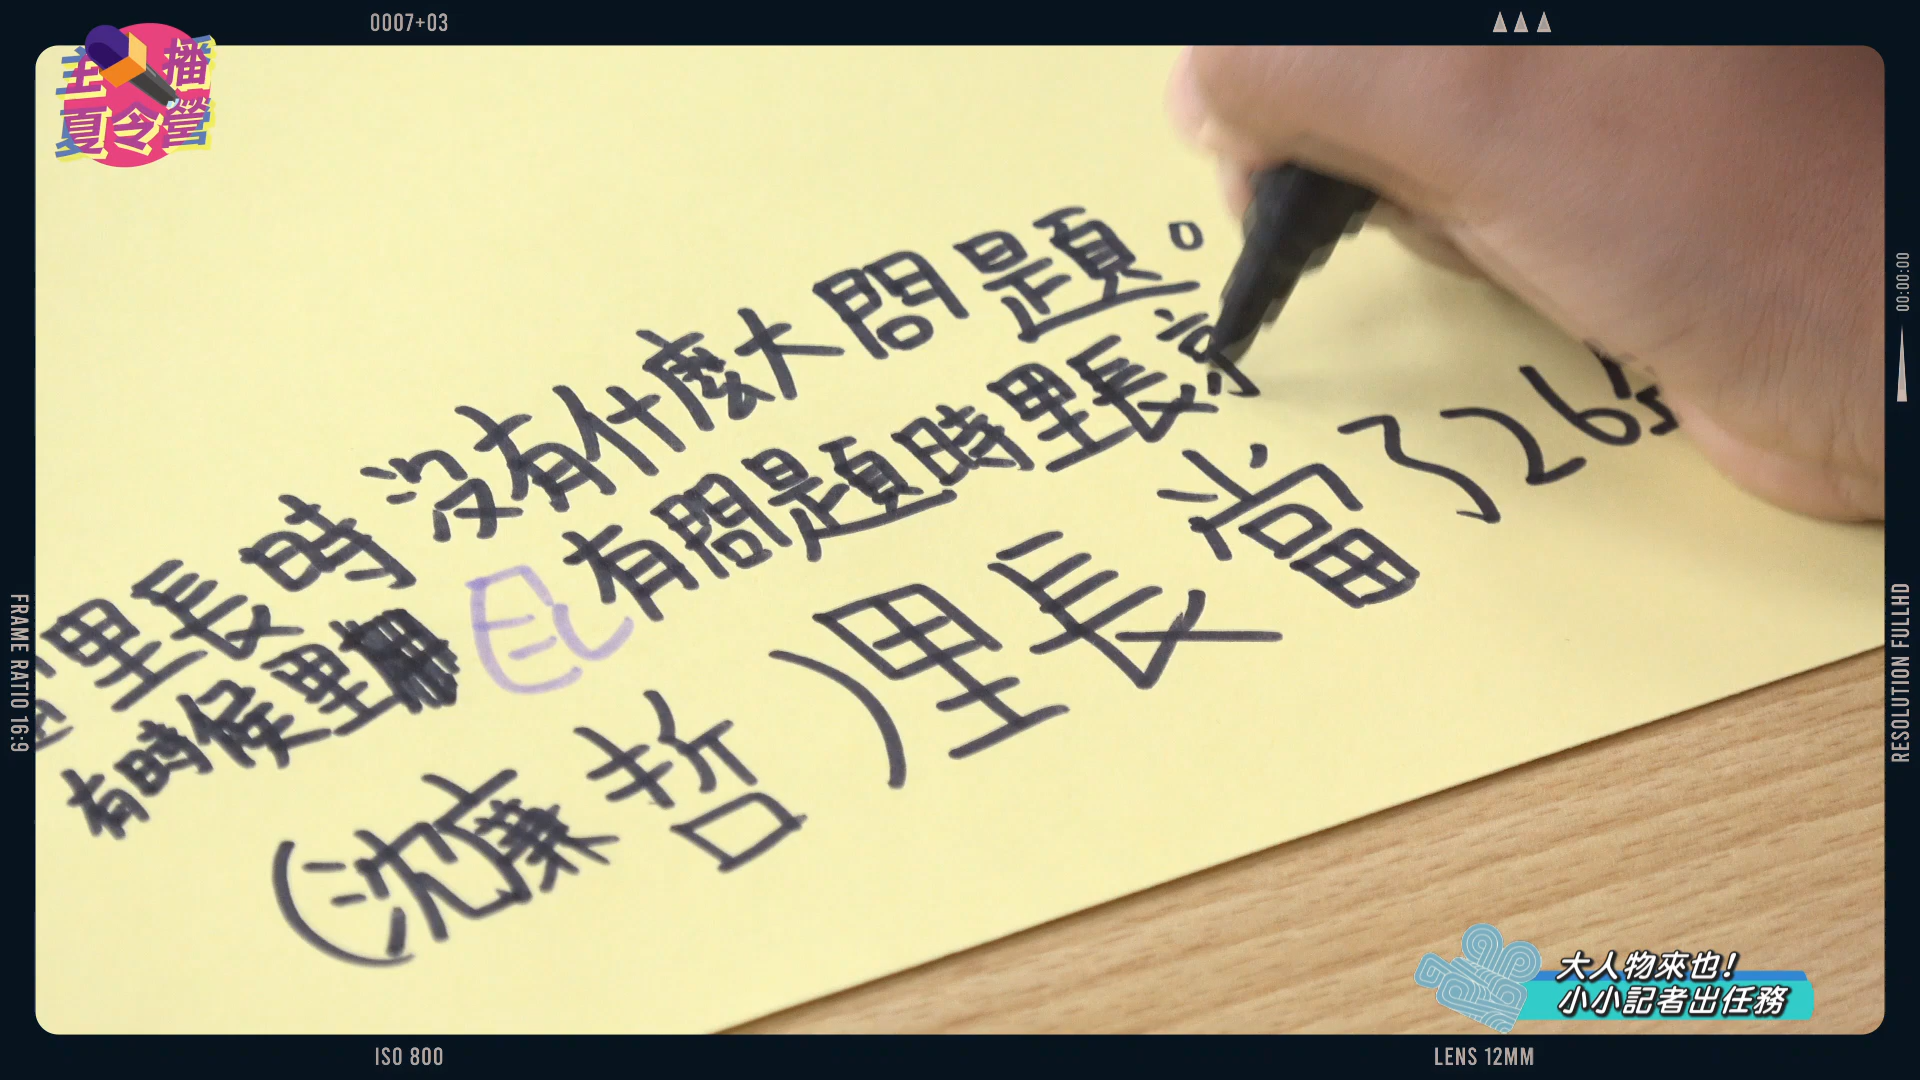 0007+03
主播
夏令營
里長時沒有什麼大問題。
有時候里
已有問題時里長
(沈廉哲)里長當了26年
00:00:00
FRAME RATIO 16:9
RESOLUTION FULLHD
大人物來也!
小小記者出任務
ISO 800
LENS 12MM